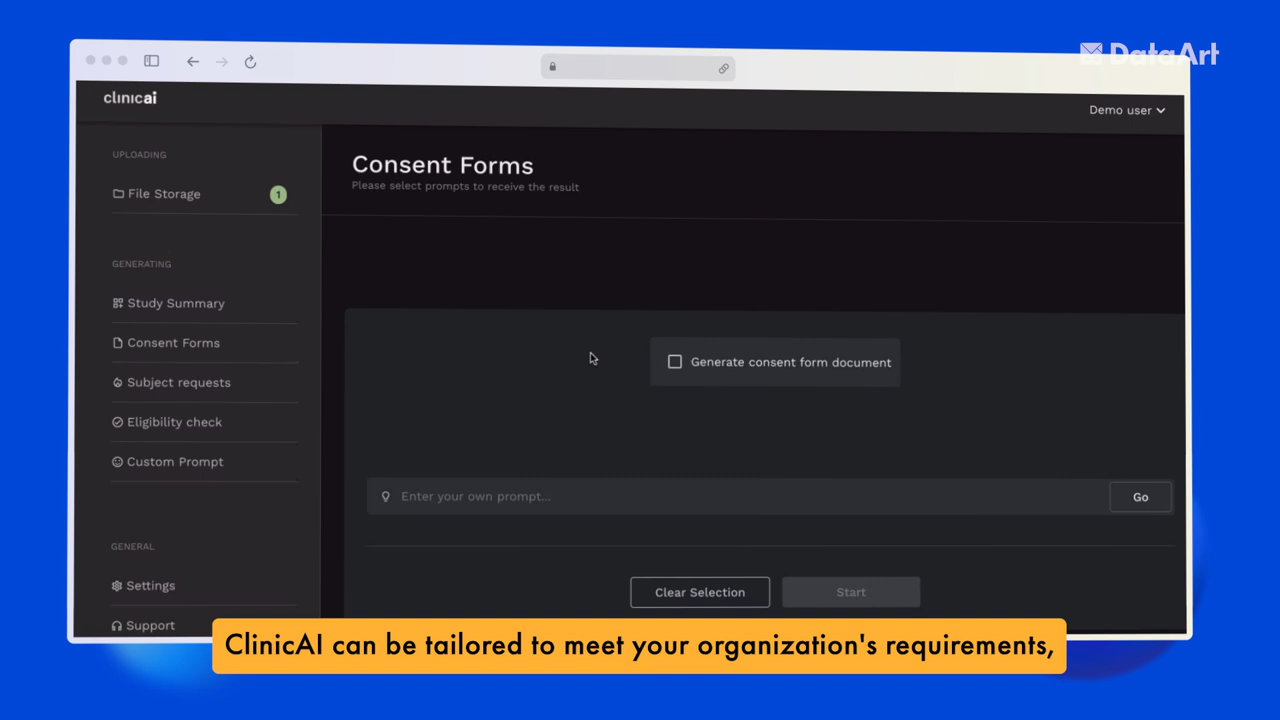 DataArt
clinicai
Demo user
UPLOADING
File Storage
1
GENERATING
Study Summary
Consent Forms
Subject requests
Eligibility check
Custom Prompt
GENERAL
Settings
Support
Consent Forms
Please select prompts to receive the result
Generate consent form document
Enter your own prompt...
Go
Clear Selection
Start
ClinicAI can be tailored to meet your organization's requirements,